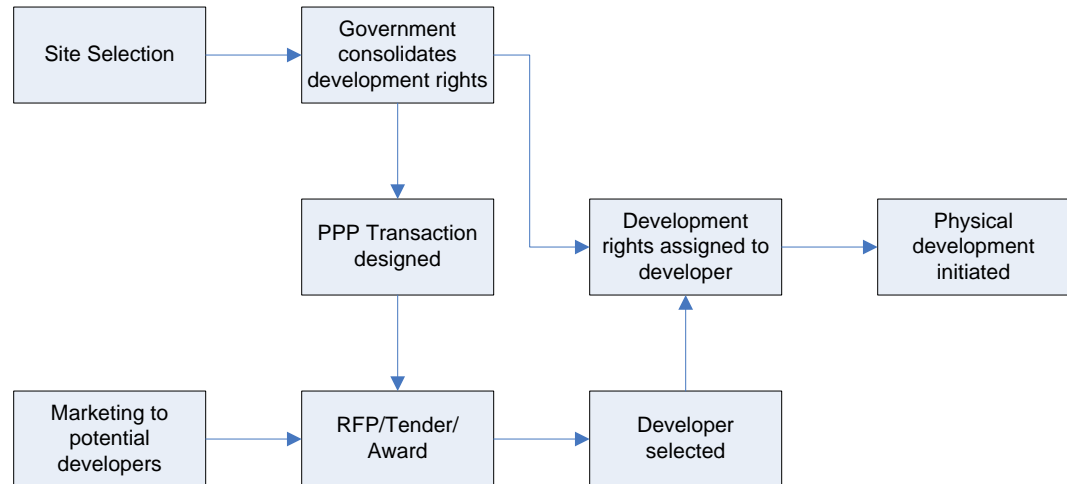 Site Selection
Government
consolidates
development rights
PPP Transaction
designed
Development
rights assigned to
developer
Physical
development
initiated
Marketing to
potential
developers
RFP/Tender/
Award
Developer
selected